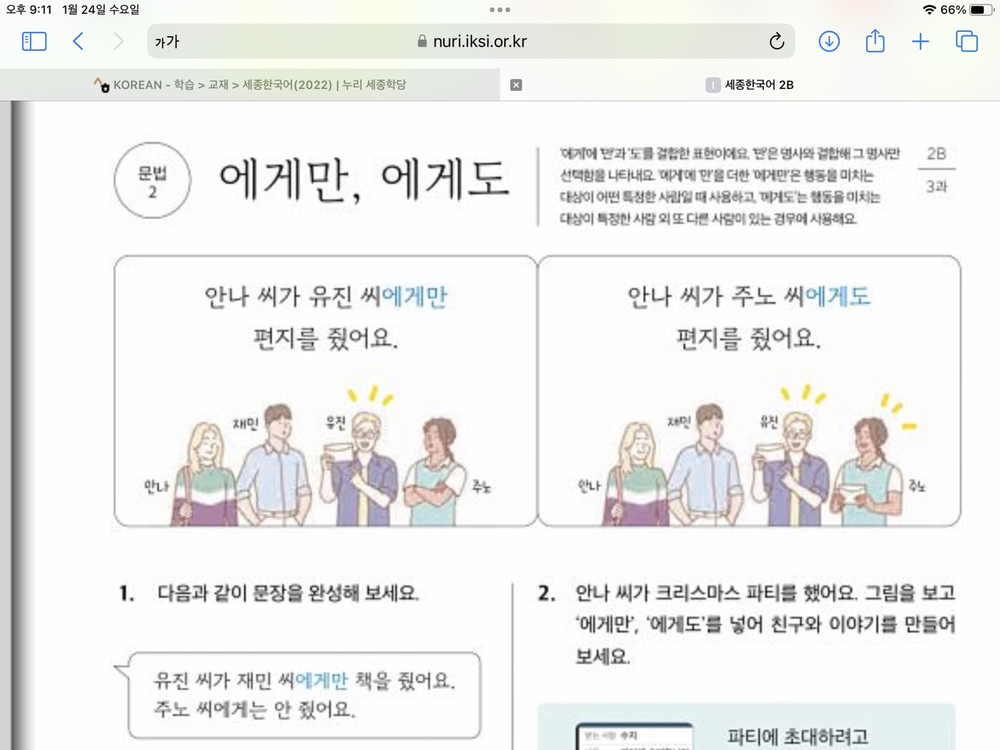 오후 9:11 1월 24일 수요일
66%
가가
nuri.iksi.or.kr
KOREAN - 학습 > 교재 > 세종한국어(2022) | 누리 세종학당
세종한국어 2B
문법
2
에게만, 에게도
'에게'에 '만'과 '도'를 결합한 표현이에요. '만'은 명사와 결합해 그 명사만
선택함을 나타내요. '에게'에 '만'을 더한 '에게만'은 행동을 미치는
대상이 어떤 특정한 사람일 때 사용하고, '에게도'는 행동을 미치는
대상이 특정한 사람 외 또 다른 사람이 있는 경우에 사용해요.
2B
3과
안나 씨가 유진 씨에게만
편지를 줬어요.
재민
유진
안나
주노
안나 씨가 주노 씨에게도
편지를 줬어요.
재민
유진
안나
주노
1. 다음과 같이 문장을 완성해 보세요.
유진 씨가 재민 씨에게만 책을 줬어요.
주노 씨에게는 안 줬어요.
2. 안나 씨가 크리스마스 파티를 했어요. 그림을 보고
'에게만', '에게도'를 넣어 친구와 이야기를 만들어
보세요.
받는 사람 수지
파티에 초대하려고